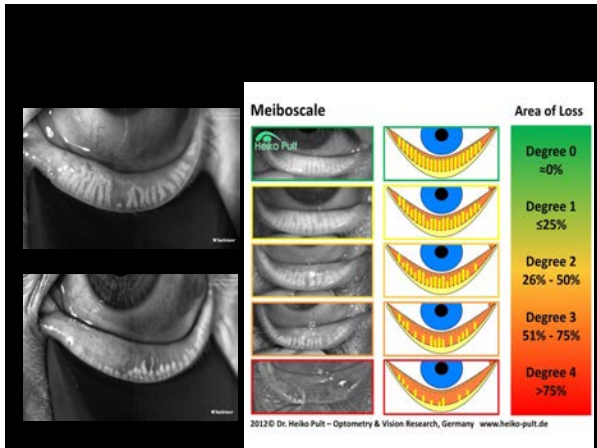 Meiboscale
Area of Loss
Heiko Pult
Degree 0
≈0%
Degree 1
≤25%
Degree 2
26% - 50%
Degree 3
51% - 75%
Degree 4
>75%
2012© Dr. Heiko Pult – Optometry & Vision Research, Germany www.heiko-pult.de